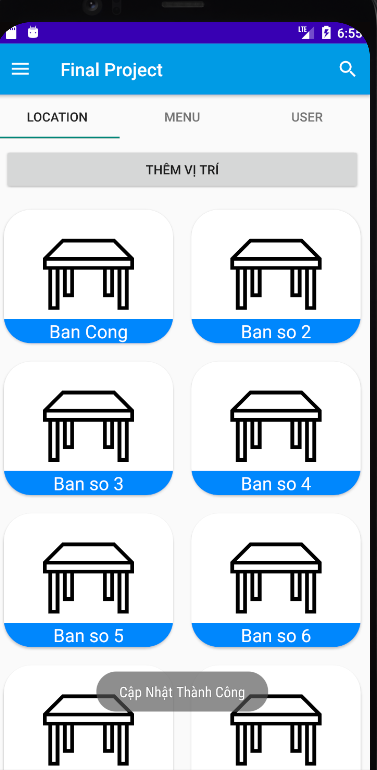 LTE 6:55
Final Project
LOCATION MENU USER
THÊM VỊ TRÍ
Ban Cong Ban so 2
Ban so 3 Ban so 4
Ban so 5 Ban so 6
Cập Nhật Thành Công